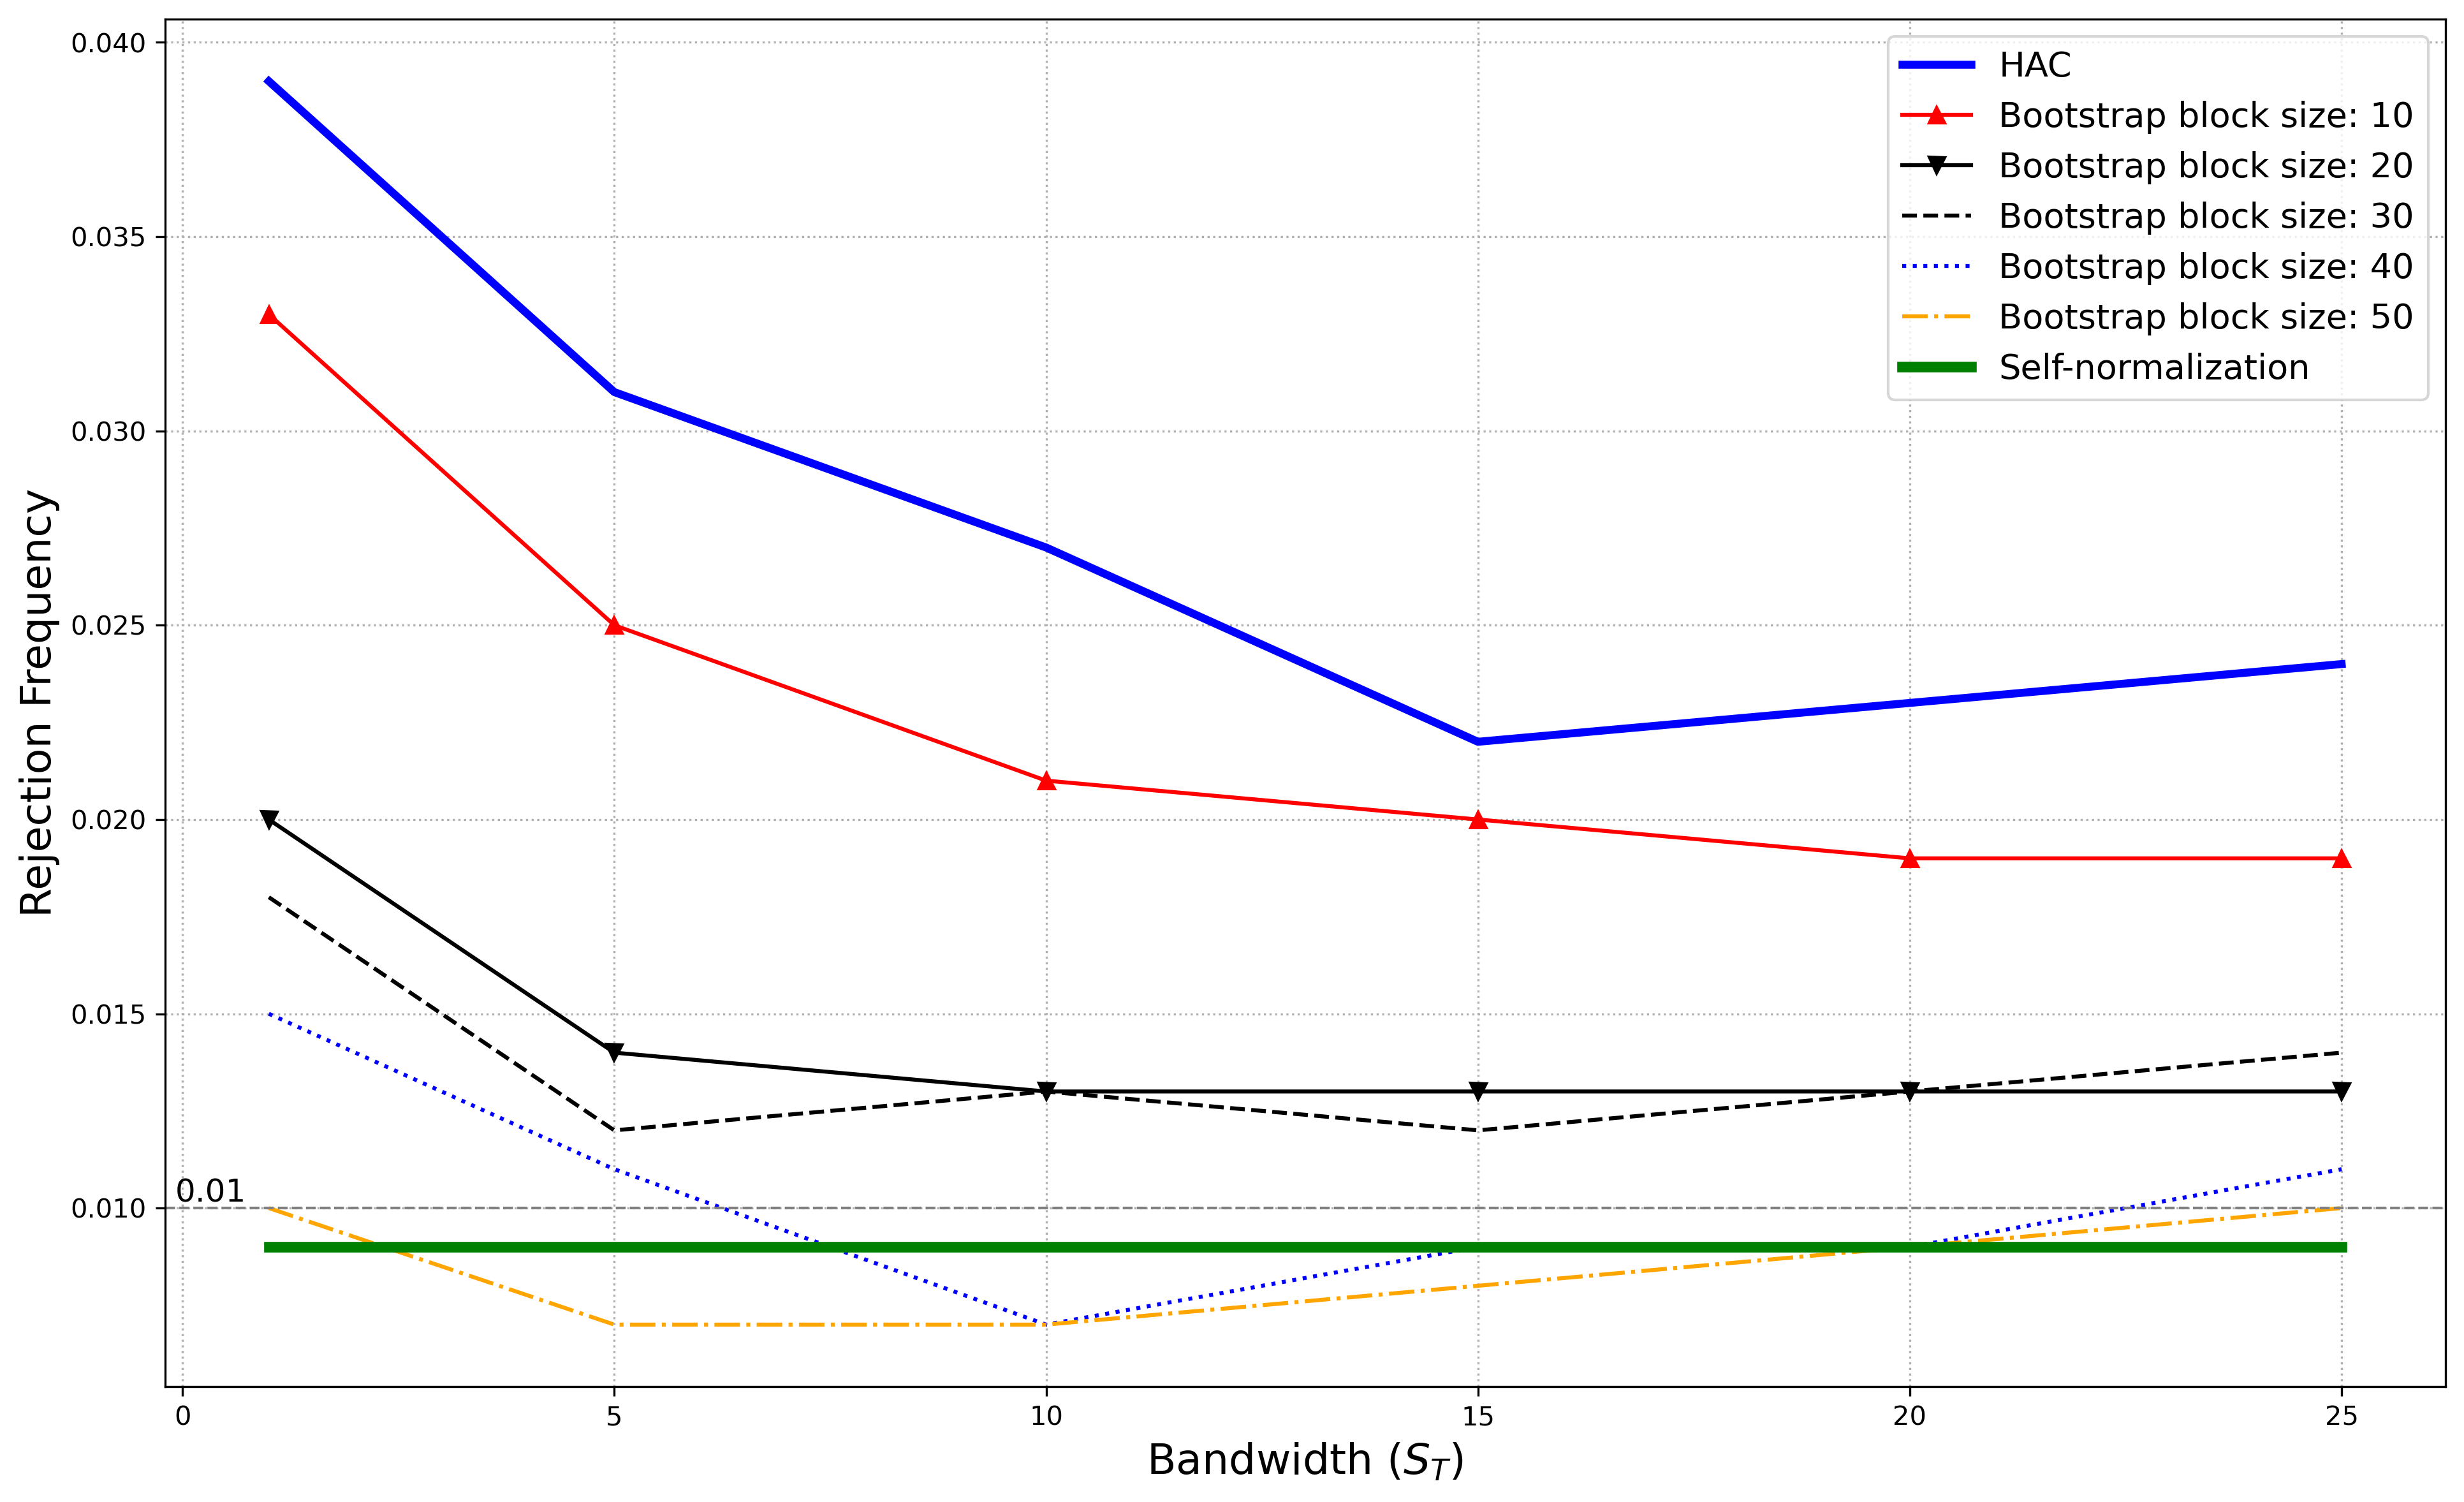 0.040
0.035
0.030
0.025
0.020
0.015
0.010
0.01
Rejection Frequency
HAC
Bootstrap block size: 10
Bootstrap block size: 20
Bootstrap block size: 30
Bootstrap block size: 40
Bootstrap block size: 50
Self-normalization
0 5 10 15 20 25
Bandwidth (S_T)